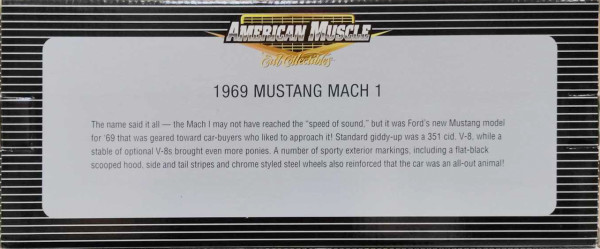 AMERICAN MUSCLE
Ertl Collectibles
1969 MUSTANG MACH 1
The name said it all — the Mach I may not have reached the "speed of sound," but it was Ford's new Mustang model
for '69 that was geared toward car-buyers who liked to approach it! Standard giddy-up was a 351 cid. V-8, while a
stable of optional V-8s brought even more ponies. A number of sporty exterior markings, including a flat-black
scooped hood, side and tail stripes and chrome styled steel wheels also reinforced that the car was an all-out animal!